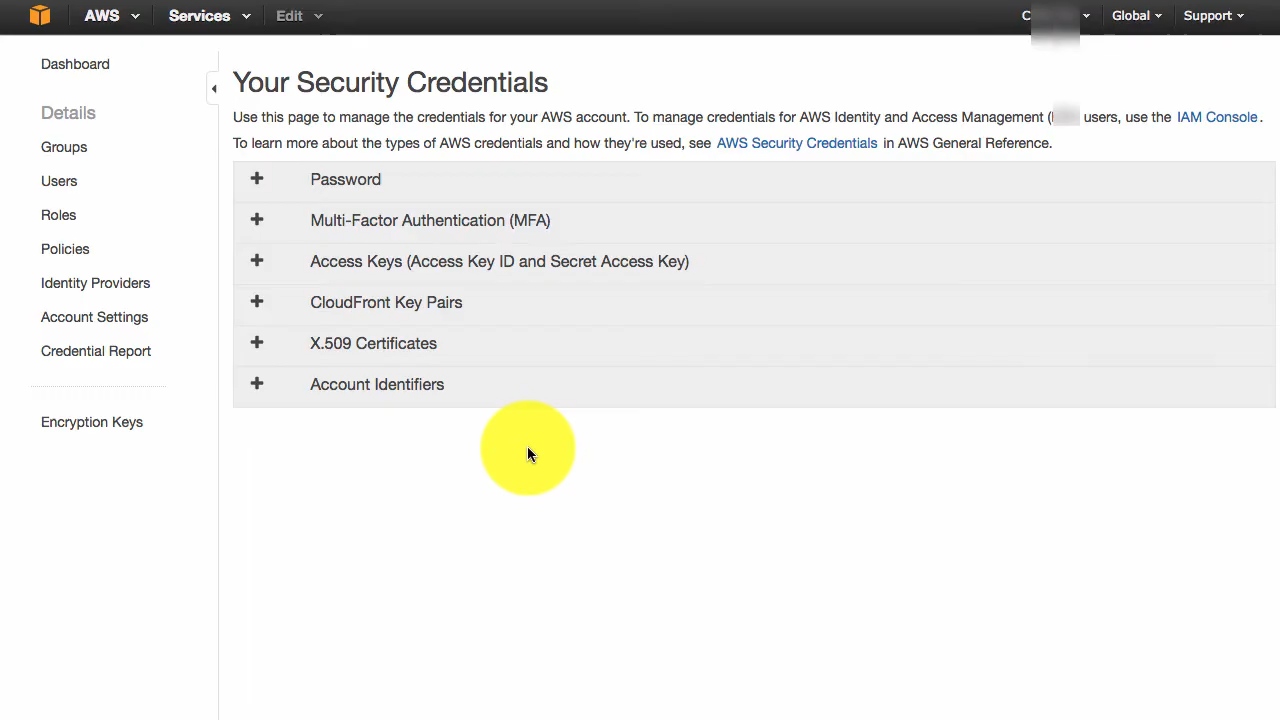 AWS Services Edit C Global Support
Dashboard
Details
Groups
Users
Roles
Policies
Identity Providers
Account Settings
Credential Report
Encryption Keys
Your Security Credentials
Use this page to manage the credentials for your AWS account. To manage credentials for AWS Identity and Access Management ( users, use the IAM Console.
To learn more about the types of AWS credentials and how they're used, see AWS Security Credentials in AWS General Reference.
Password
Multi-Factor Authentication (MFA)
Access Keys (Access Key ID and Secret Access Key)
CloudFront Key Pairs
X.509 Certificates
Account Identifiers